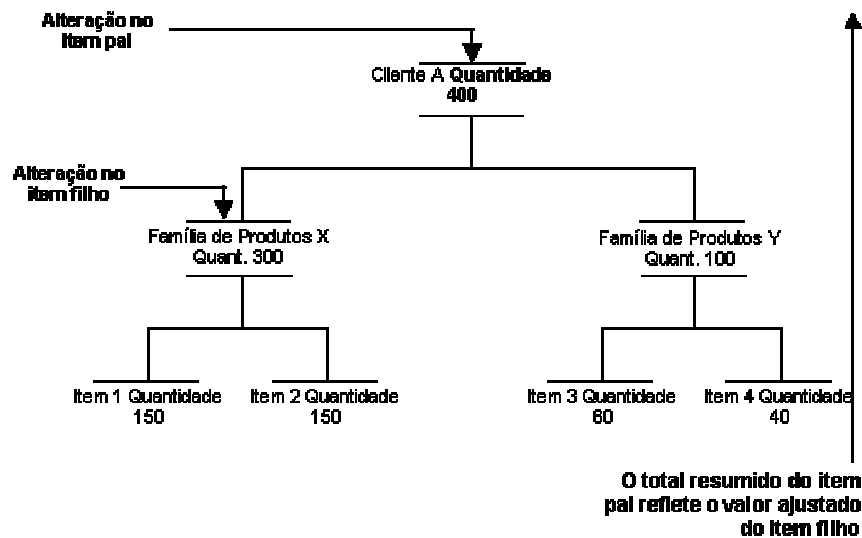 Alteração no
item pai
Cliente A Quantidade
400
Alteração no
item filho
Família de Produtos X
Quant. 300
Família de Produtos Y
Quant. 100
Item 1 Quantidade
150
Item 2 Quantidade
150
Item 3 Quantidade
60
Item 4 Quantidade
40
O total resumido do item
pai reflete o valor ajustado
do item filho